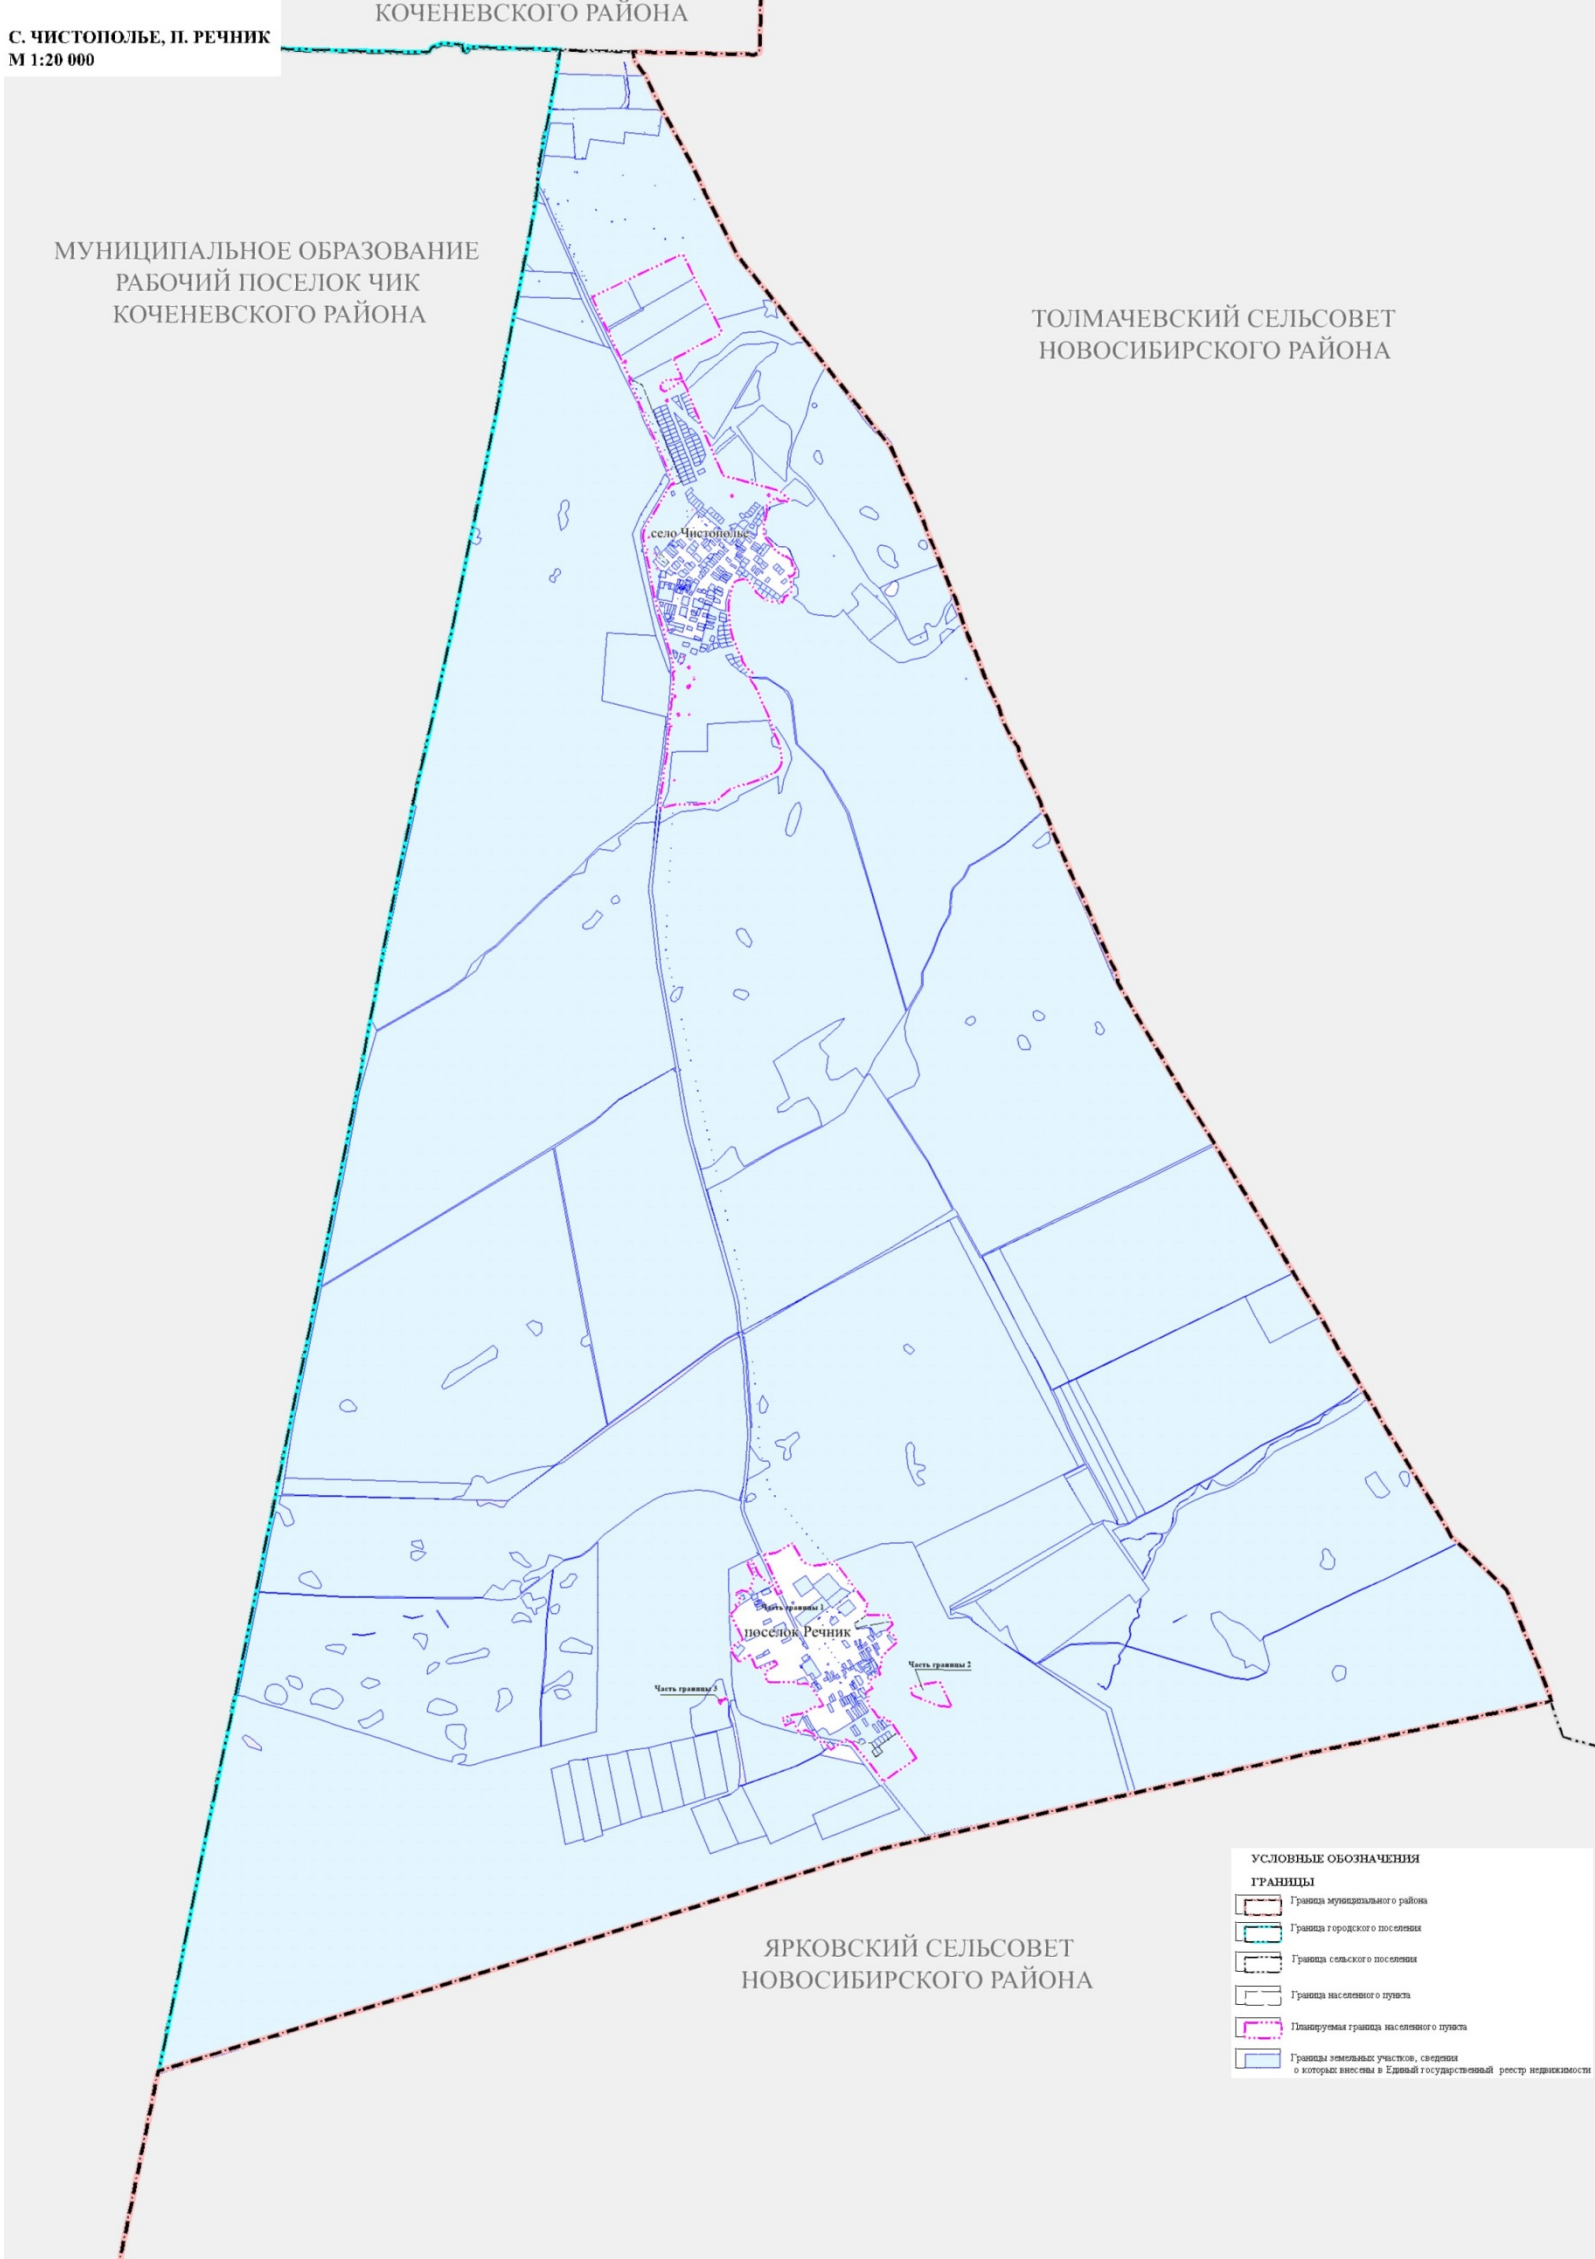 КОЧЕНЕВСКОГО РАЙОНА
С. ЧИСТОПОЛЬЕ, П. РЕЧНИК
М 1:20 000
МУНИЦИПАЛЬНОЕ ОБРАЗОВАНИЕ
РАБОЧИЙ ПОСЕЛОК ЧИК
КОЧЕНЕВСКОГО РАЙОНА
ТОЛМАЧЕВСКИЙ СЕЛЬСОВЕТ
НОВОСИБИРСКОГО РАЙОНА
село Чистополье
Часть границы 1
поселок Речник
Часть границы 2
Часть границы 3
ЯРКОВСКИЙ СЕЛЬСОВЕТ
НОВОСИБИРСКОГО РАЙОНА
УСЛОВНЫЕ ОБОЗНАЧЕНИЯ
ГРАНИЦЫ
Граница муниципального района
Граница городского поселения
Граница сельского поселения
Граница населенного пункта
Планируемая граница населенного пункта
Границы земельных участков, сведения
о которых внесены в Единый государственный реестр недвижимости